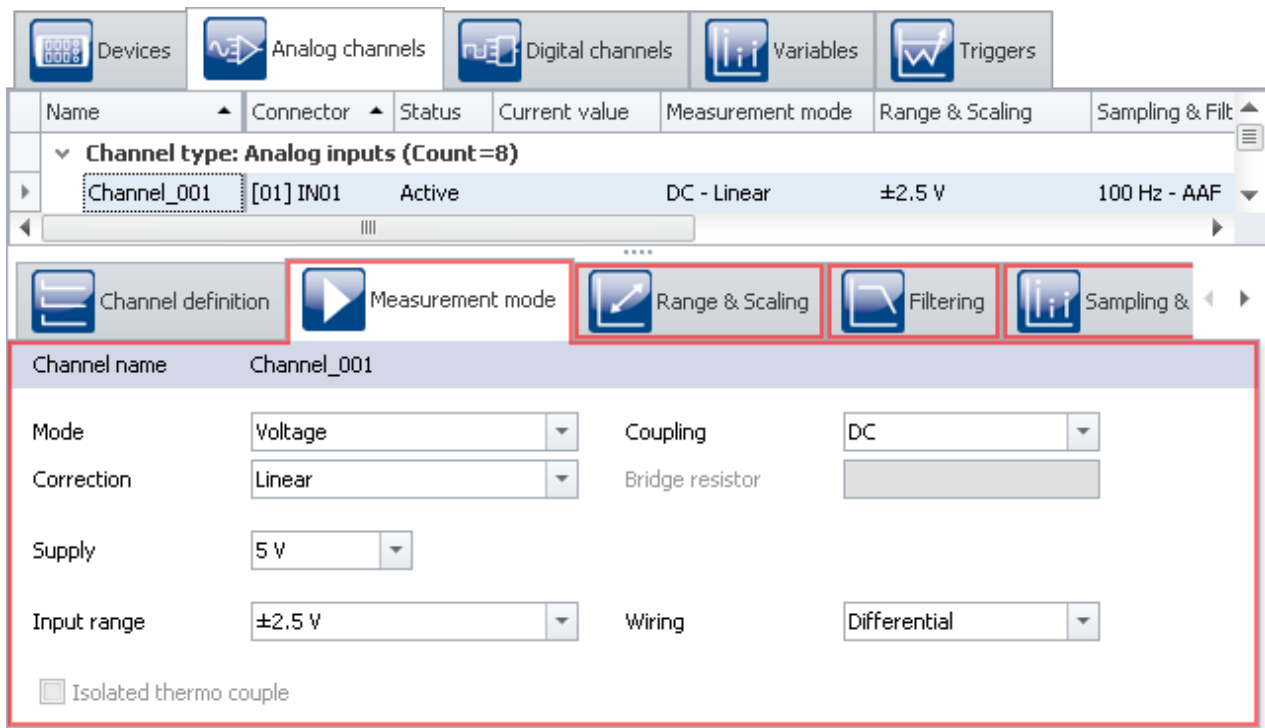 Devices Analog channels Digital channels Variables Triggers
Name Connector Status Current value Measurement mode Range & Scaling Sampling & Filt
Channel type: Analog inputs (Count=8)
Channel_001 [01] IN01 Active DC - Linear ±2.5 V 100 Hz - AAF
Channel definition Measurement mode Range & Scaling Filtering Sampling &
Channel name Channel_001
Mode Voltage Coupling DC
Correction Linear Bridge resistor
Supply 5 V
Input range ±2.5 V Wiring Differential
Isolated thermo couple